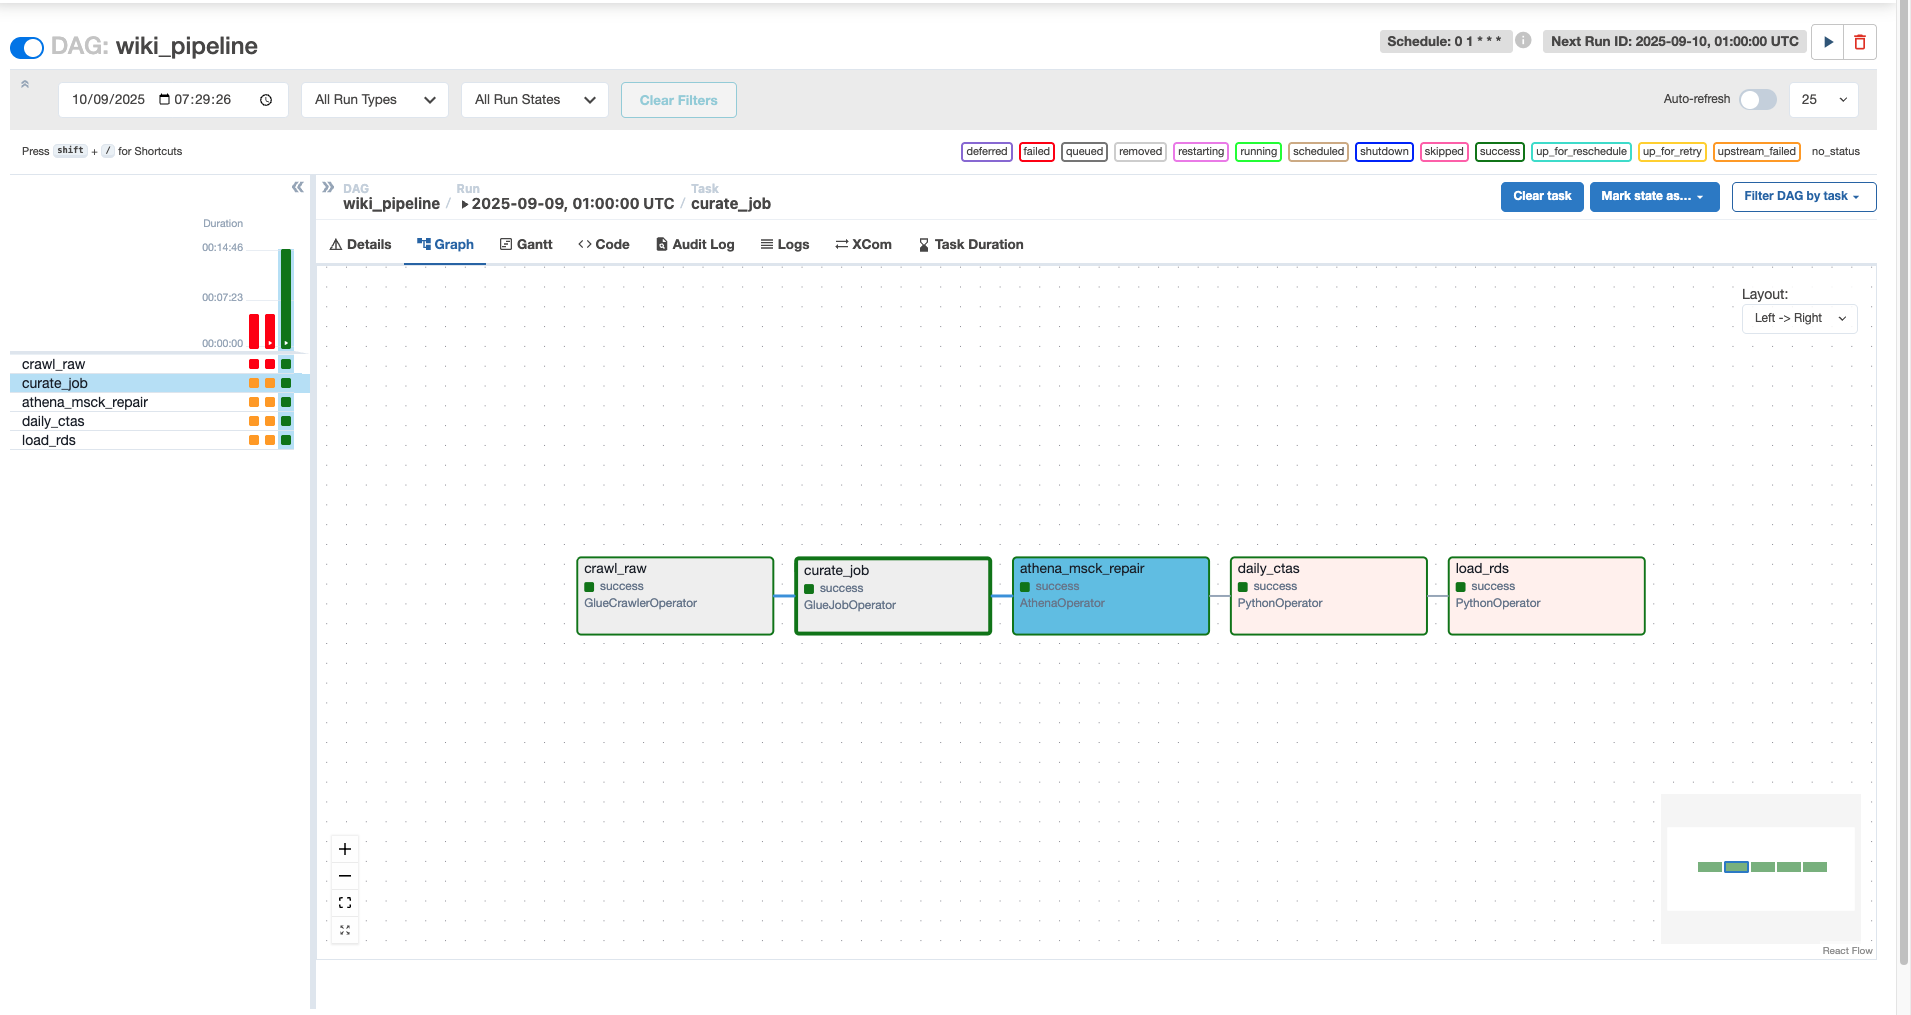 DAG: wiki_pipeline
Schedule: 0 1 * * *
Next Run ID: 2025-09-10, 01:00:00 UTC
10/09/2025 07:29:26
All Run Types
All Run States
Clear Filters
Auto-refresh
25
Press shift + / for Shortcuts
deferred
failed
queued
removed
restarting
running
scheduled
shutdown
skipped
success
up_for_reschedule
up_for_retry
upstream_failed
no_status
DAG
wiki_pipeline
/
Run
2025-09-09, 01:00:00 UTC
/
Task
curate_job
Clear task
Mark state as...
Filter DAG by task
Duration
00:14:46
00:07:23
00:00:00
crawl_raw
curate_job
athena_msck_repair
daily_ctas
load_rds
Details
Graph
Gantt
Code
Audit Log
Logs
XCom
Task Duration
Layout:
Left -> Right
crawl_raw
success
GlueCrawlerOperator
curate_job
success
GlueJobOperator
athena_msck_repair
success
AthenaOperator
daily_ctas
success
PythonOperator
load_rds
success
PythonOperator
React Flow